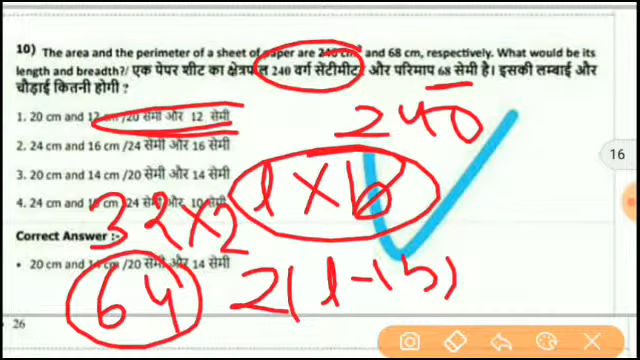 10) The area and the perimeter of a sheet of paper are 240 cm² and 68 cm, respectively. What would be its
length and breadth?/ एक पेपर शीट का क्षेत्रफल 240 वर्ग सेंटीमीटर और परिमाप 68 सेमी है। इसकी लम्बाई और
चौड़ाई कितनी होगी ?
240
1. 20 cm and 12 cm /20 सेमी और 12 सेमी
2. 24 cm and 16 cm /24 सेमी और 16 सेमी
16
3. 20 cm and 14 cm /20 सेमी और 14 सेमी
l × b
4. 24 cm and 10 cm /24 सेमी और 10 सेमी
32×2
Correct Answer :-
• 20 cm and 14 cm /20 सेमी और 14 सेमी
64
2(l+b)
26